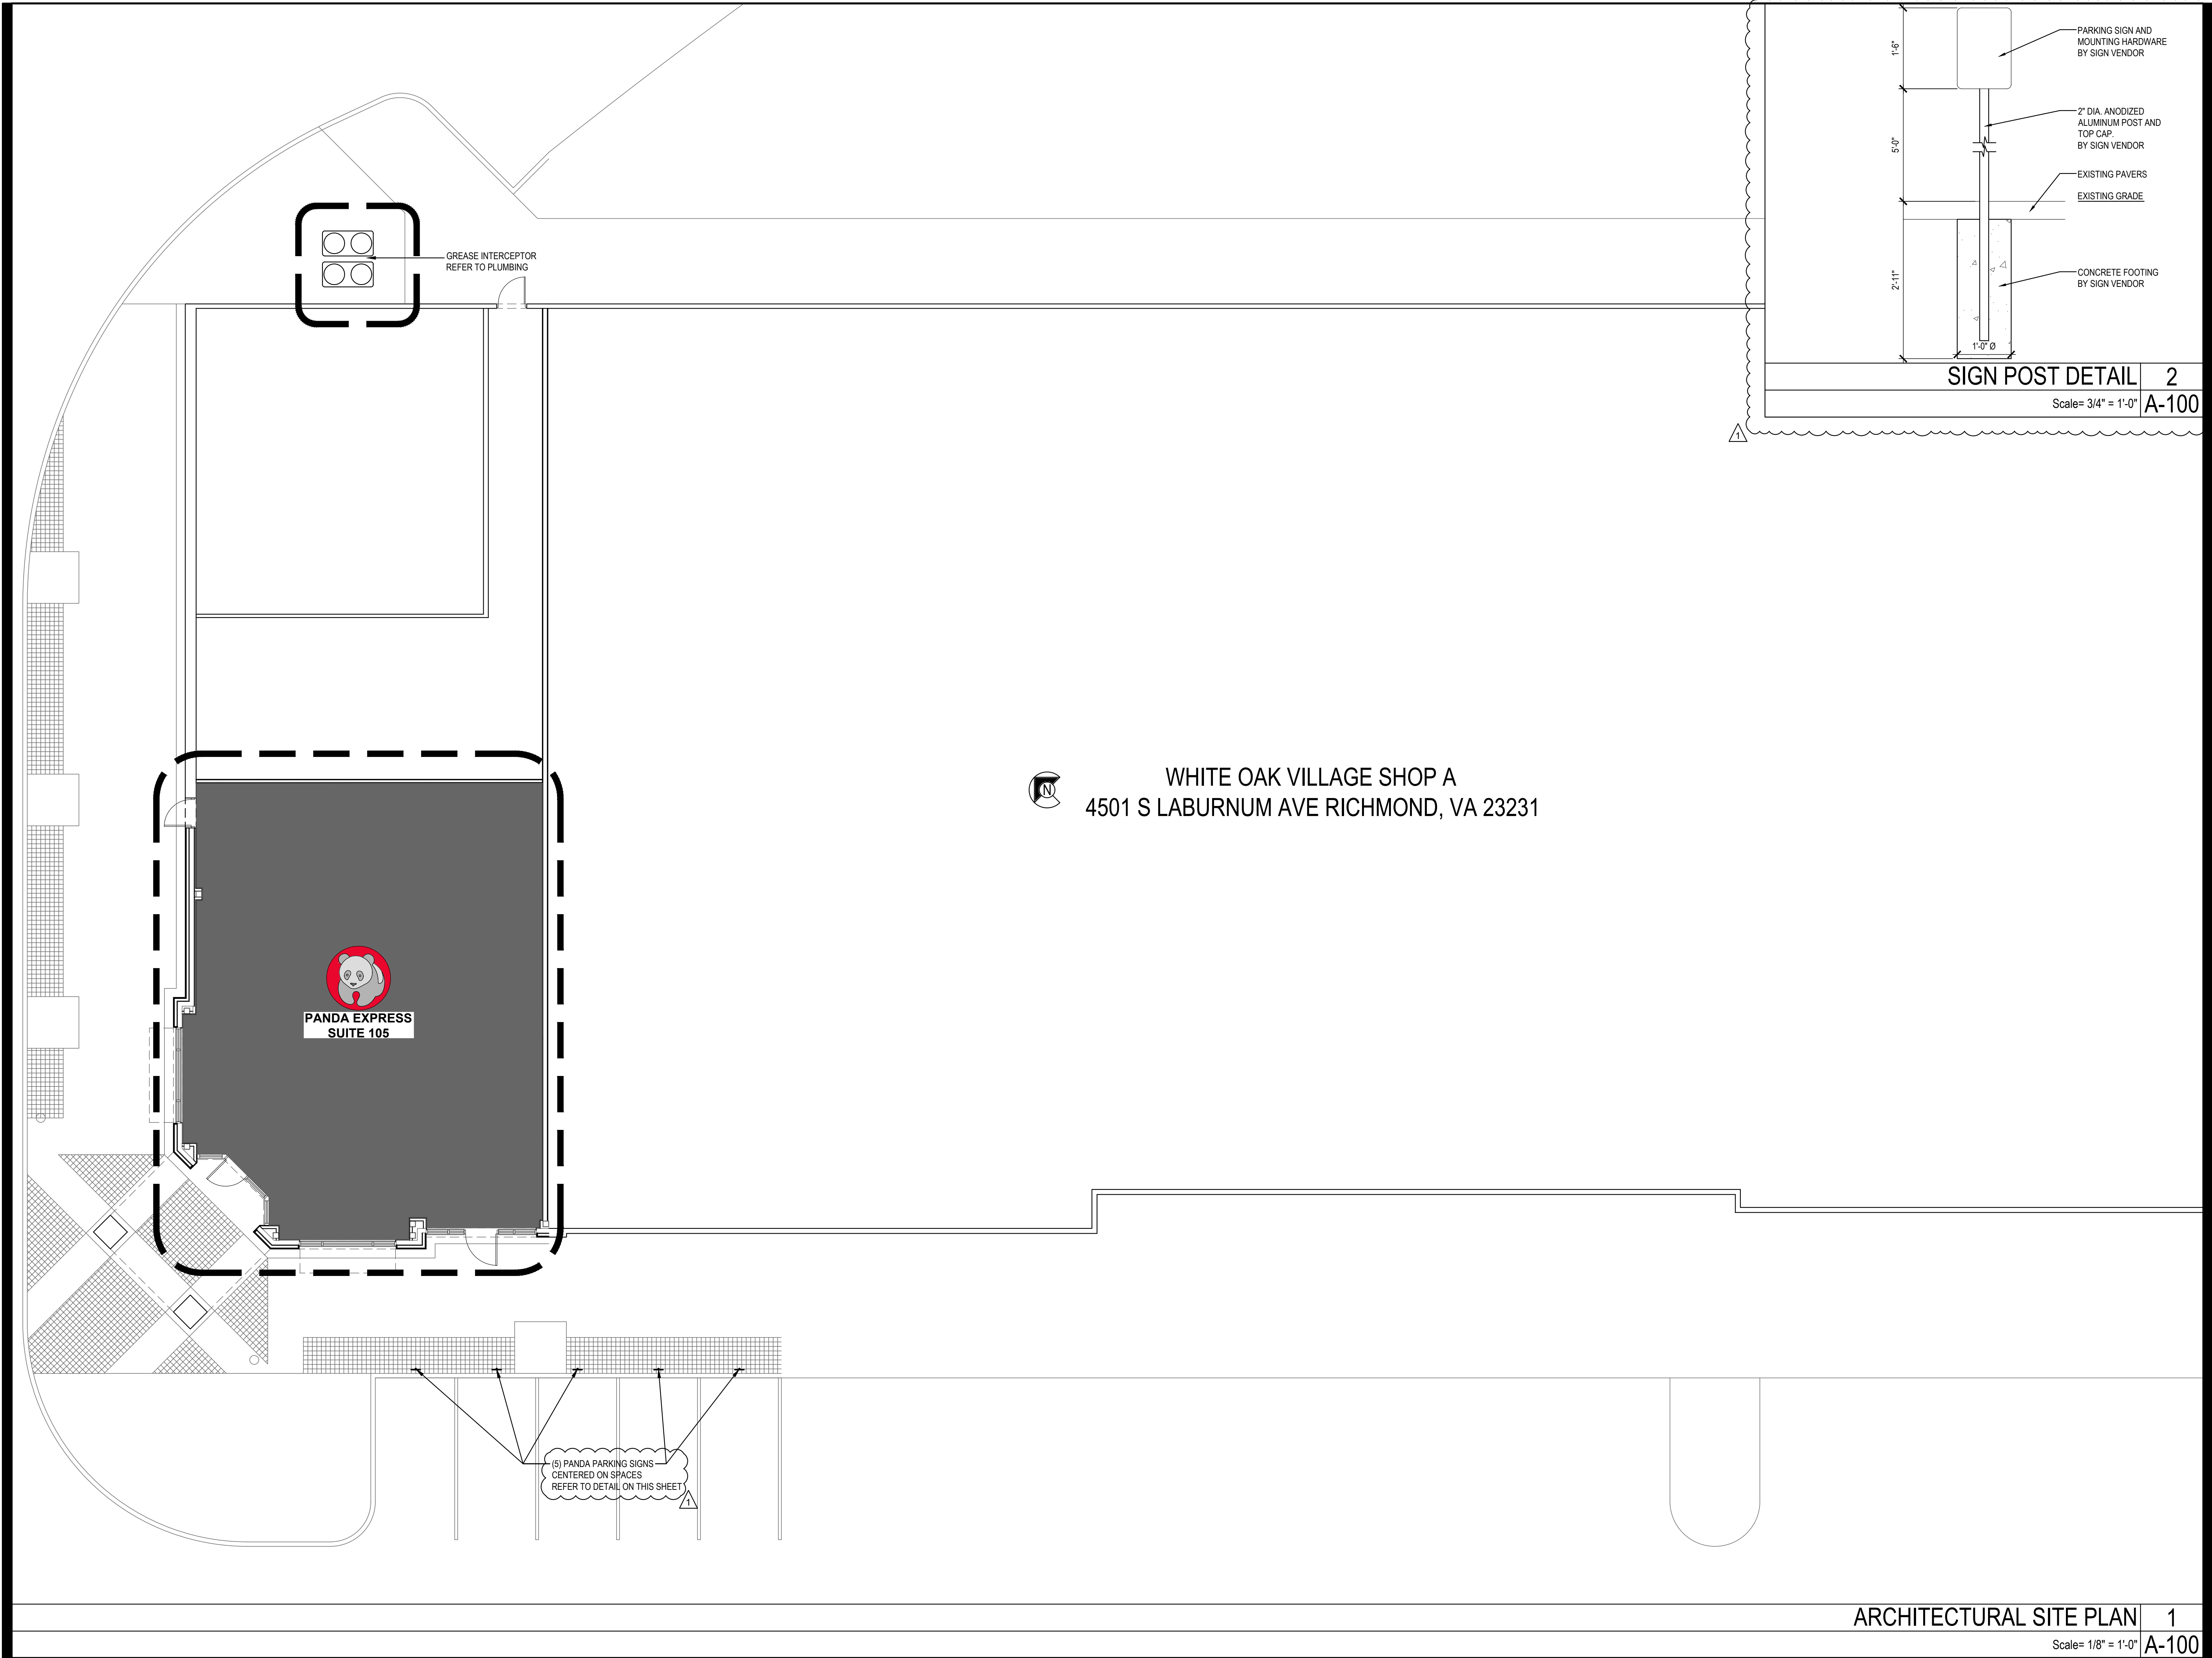 1'-6"
PARKING SIGN AND
MOUNTING HARDWARE
BY SIGN VENDOR
5'-0"
2" DIA. ANODIZED
ALUMINUM POST AND
TOP CAP.
BY SIGN VENDOR
EXISTING PAVERS
EXISTING GRADE
2'-11"
CONCRETE FOOTING
BY SIGN VENDOR
1'-0" Ø
SIGN POST DETAIL 2
Scale= 3/4" = 1'-0" A-100
1
GREASE INTERCEPTOR
REFER TO PLUMBING
N
WHITE OAK VILLAGE SHOP A
4501 S LABURNUM AVE RICHMOND, VA 23231
PANDA EXPRESS
SUITE 105
(5) PANDA PARKING SIGNS
CENTERED ON SPACES
REFER TO DETAIL ON THIS SHEET
1
ARCHITECTURAL SITE PLAN 1
Scale= 1/8" = 1'-0" A-100